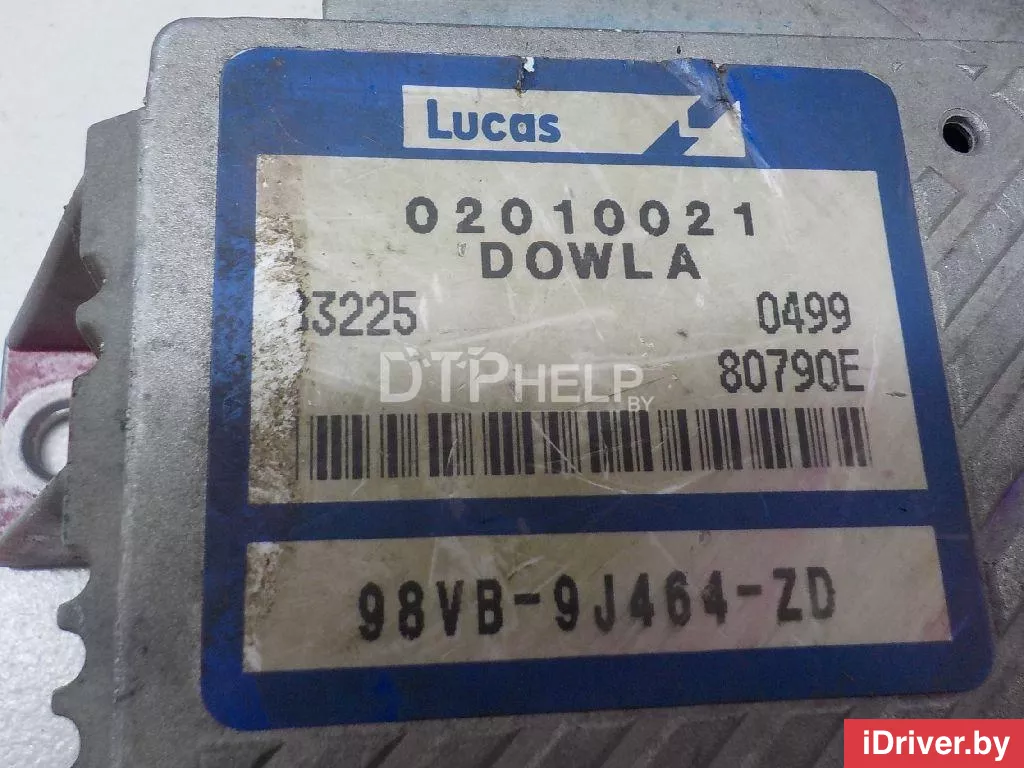 Lucas
02010021
DOWLA
3225 0499
DTPHELP.BY
80790E
98VB-9J464-ZD
iDriver.by